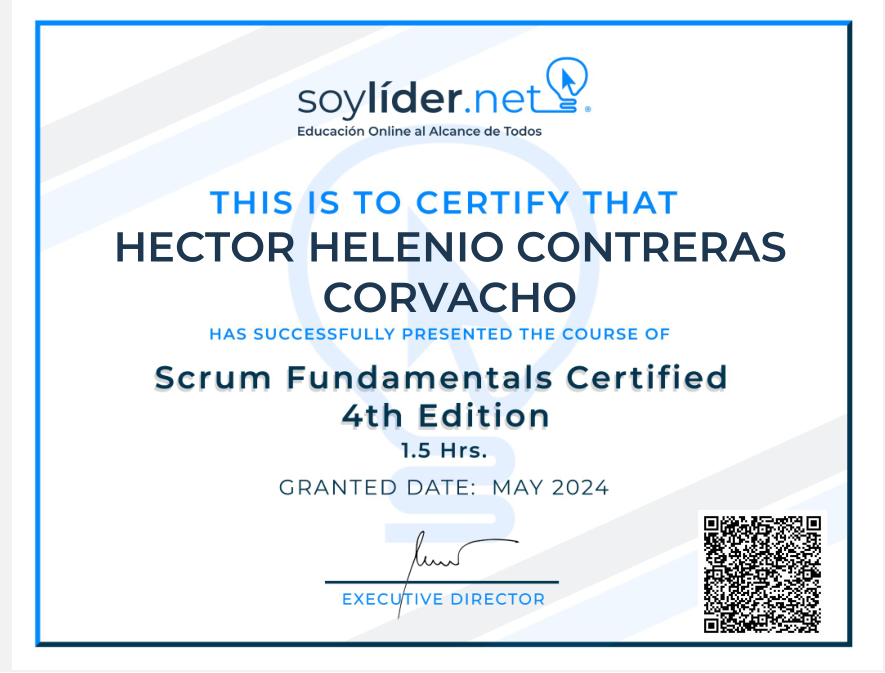 soylíder.net
Educación Online al Alcance de Todos
THIS IS TO CERTIFY THAT
HECTOR HELENIO CONTRERAS
CORVACHO
HAS SUCCESSFULLY PRESENTED THE COURSE OF
Scrum Fundamentals Certified
4th Edition
1.5 Hrs.
GRANTED DATE: MAY 2024
EXECUTIVE DIRECTOR